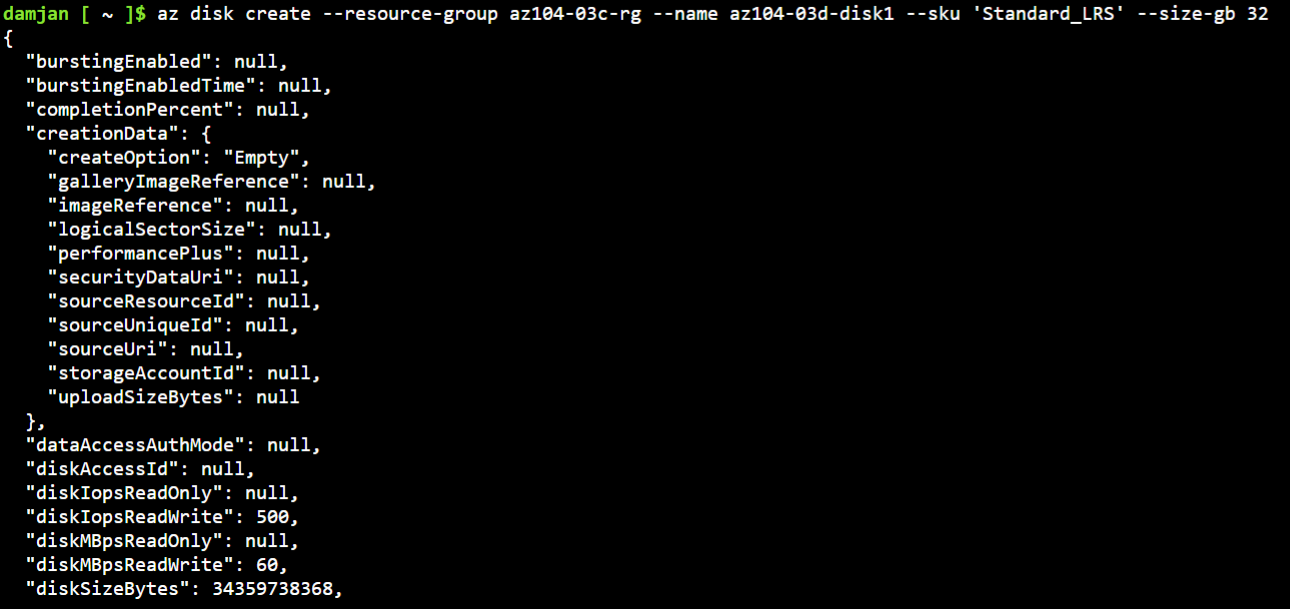 damjan [ ~ ]$ az disk create --resource-group az104-03c-rg --name az104-03d-disk1 --sku 'Standard_LRS' --size-gb 32
{
  "burstingEnabled": null,
  "burstingEnabledTime": null,
  "completionPercent": null,
  "creationData": {
    "createOption": "Empty",
    "galleryImageReference": null,
    "imageReference": null,
    "logicalSectorSize": null,
    "performancePlus": null,
    "securityDataUri": null,
    "sourceResourceId": null,
    "sourceUniqueId": null,
    "sourceUri": null,
    "storageAccountId": null,
    "uploadSizeBytes": null
  },
  "dataAccessAuthMode": null,
  "diskAccessId": null,
  "diskIopsReadOnly": null,
  "diskIopsReadWrite": 500,
  "diskMBpsReadOnly": null,
  "diskMBpsReadWrite": 60,
  "diskSizeBytes": 34359738368,